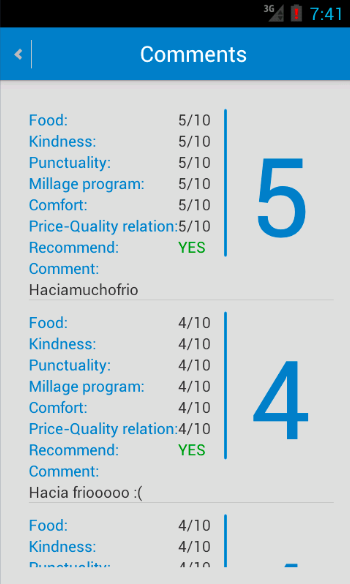 3G 7:41
Comments
Food: 5/10
Kindness: 5/10
Punctuality: 5/10
Millage program: 5/10
Comfort: 5/10
Price-Quality relation:5/10
Recommend: YES
Comment:
Haciamuchofrio
5
Food: 4/10
Kindness: 4/10
Punctuality: 4/10
Millage program: 4/10
Comfort: 4/10
Price-Quality relation:4/10
Recommend: YES
Comment:
Hacia friooooo :(
4
Food: 4/10
Kindness: 4/10
Punctuality: 4/10